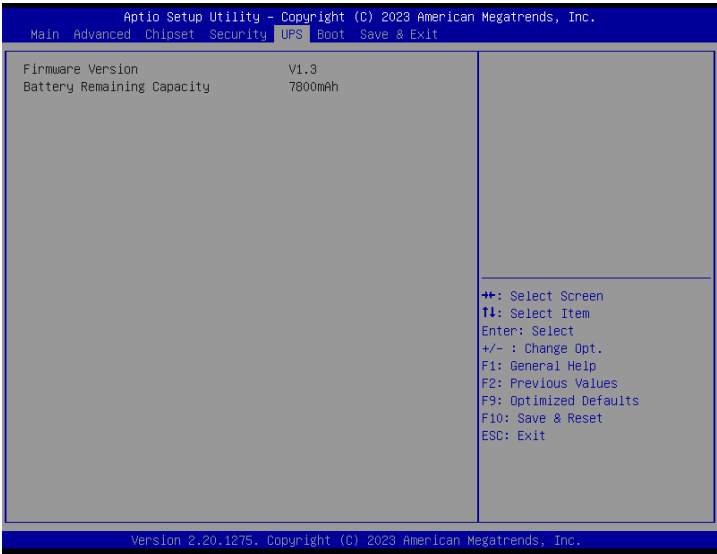 Aptio Setup Utility – Copyright (C) 2023 American Megatrends, Inc.
Main Advanced Chipset Security UPS Boot Save & Exit
Firmware Version V1.3
Battery Remaining Capacity 7800mAh
→←: Select Screen
↑↓: Select Item
Enter: Select
+/- : Change Opt.
F1: General Help
F2: Previous Values
F9: Optimized Defaults
F10: Save & Reset
ESC: Exit
Version 2.20.1275. Copyright (C) 2023 American Megatrends, Inc.